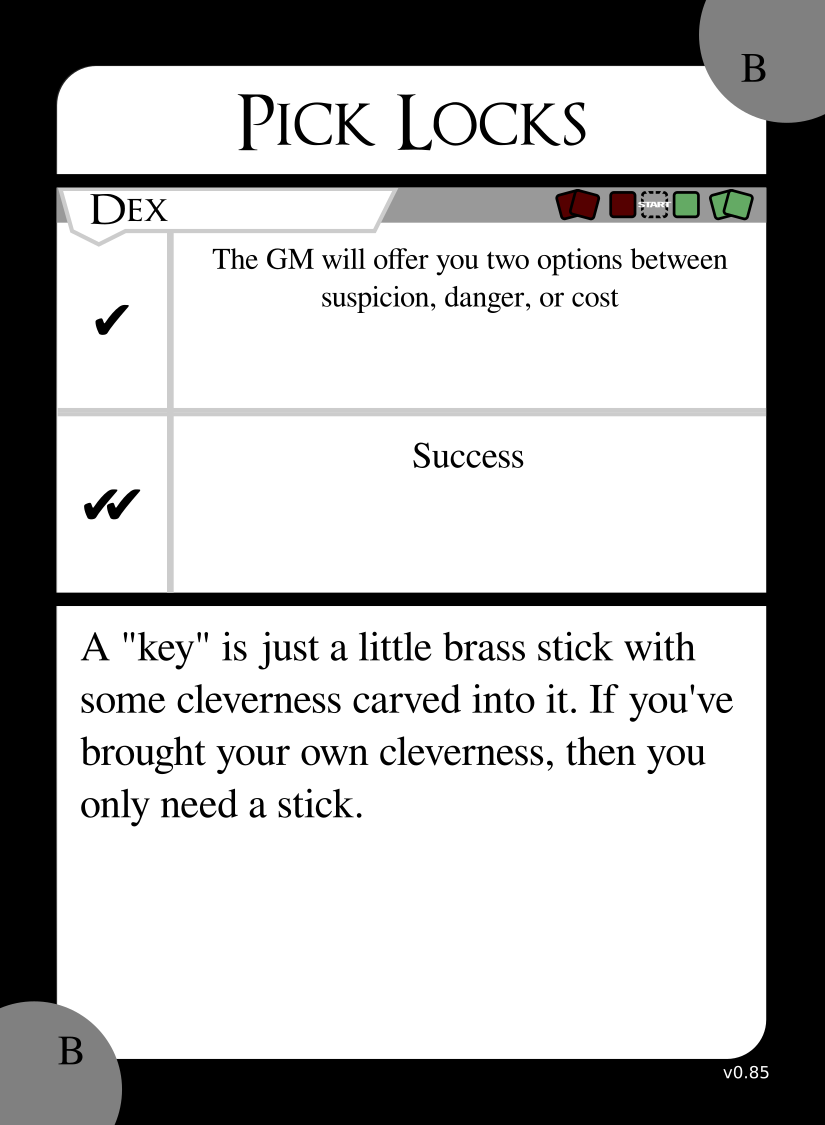 B
Pick Locks
Dex
START
✔
The GM will offer you two options between
suspicion, danger, or cost
✔✔
Success
A "key" is just a little brass stick with
some cleverness carved into it. If you've
brought your own cleverness, then you
only need a stick.
B
v0.85